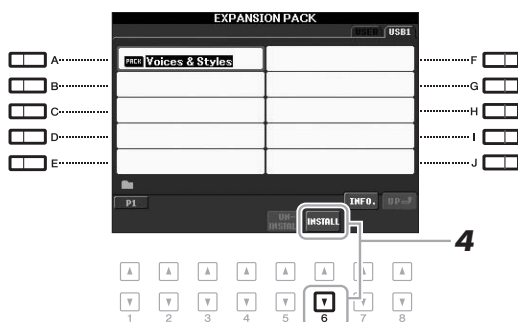 EXPANSION PACK
USER USB1
A
PACK Voices & Styles
F
B
G
C
H
D
I
E
J
P1
INFO. UP
UN-INSTALL INSTALL
4
1 2 3 4 5 6 7 8